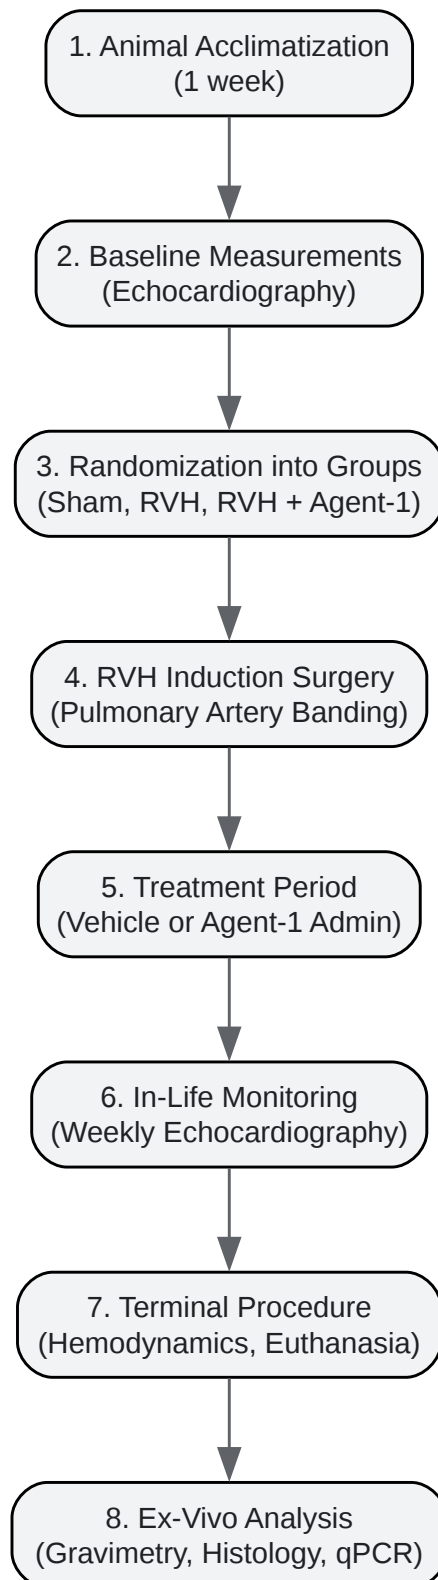 1. Animal Acclimatization
(1 week)
2. Baseline Measurements
(Echocardiography)
3. Randomization into Groups
(Sham, RVH, RVH + Agent-1)
4. RVH Induction Surgery
(Pulmonary Artery Banding)
5. Treatment Period
(Vehicle or Agent-1 Admin)
6. In-Life Monitoring
(Weekly Echocardiography)
7. Terminal Procedure
(Hemodynamics, Euthanasia)
8. Ex-Vivo Analysis
(Gravimetry, Histology, qPCR)